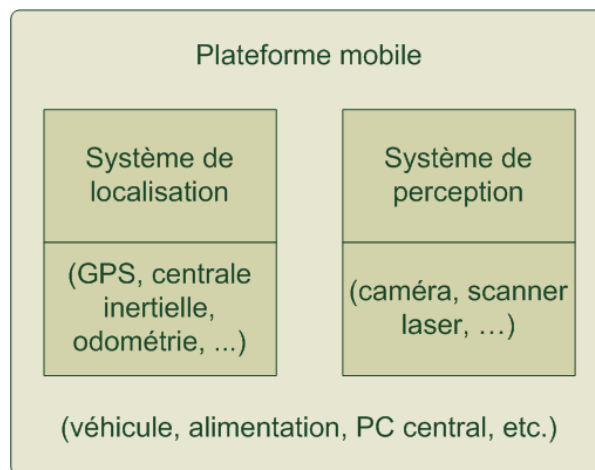 Plateforme mobile
Système de
localisation
(GPS, centrale
inertielle,
odométrie, ...)
Système de
perception
(caméra, scanner
laser, ...)
(véhicule, alimentation, PC central, etc.)